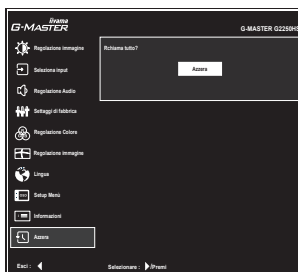 iiyama
G-MASTER
G-MASTER G2250HS
Regolazione immagine
Richiama tutto?
Azzera
Seleziona input
Regolazione Audio
Settaggi di fabbrica
Regolazione Colore
Regolazione immagine
Lingua
OSD
Setup Menù
Informazioni
Azzera
Esci :
Selezionare :
/Premi